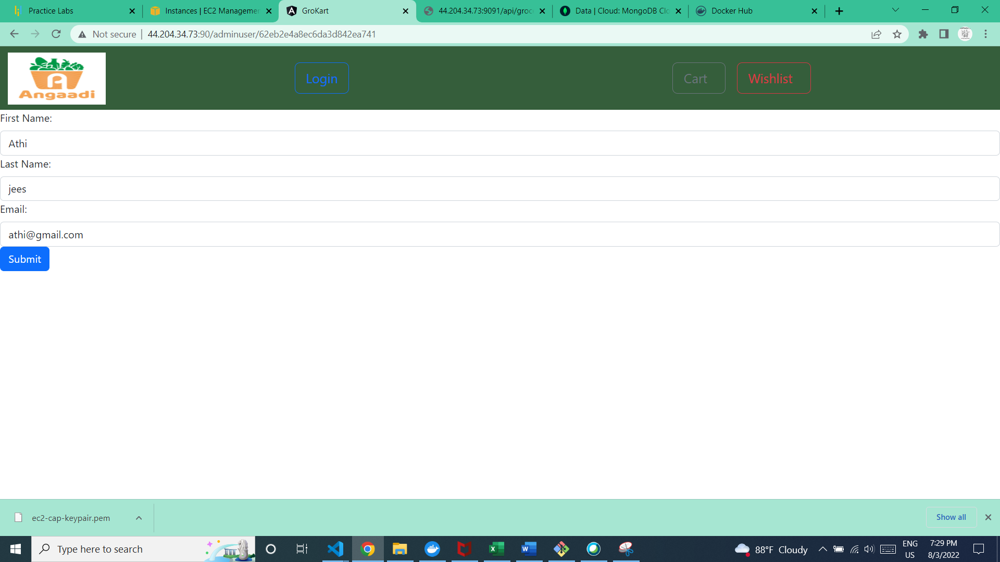 Practice Labs
Instances | EC2 Managemen
GroKart
44.204.34.73:9091/api/groc
Data | Cloud: MongoDB Clo
Docker Hub
Not secure | 44.204.34.73:90/adminuser/62eb2e4a8ec6da3d842ea741
Angaadi
Login
Cart
Wishlist
First Name:
Athi
Last Name:
jees
Email:
athi@gmail.com
Submit
ec2-cap-keypair.pem
Show all
Type here to search
88°F Cloudy
ENG
US
7:29 PM
8/3/2022